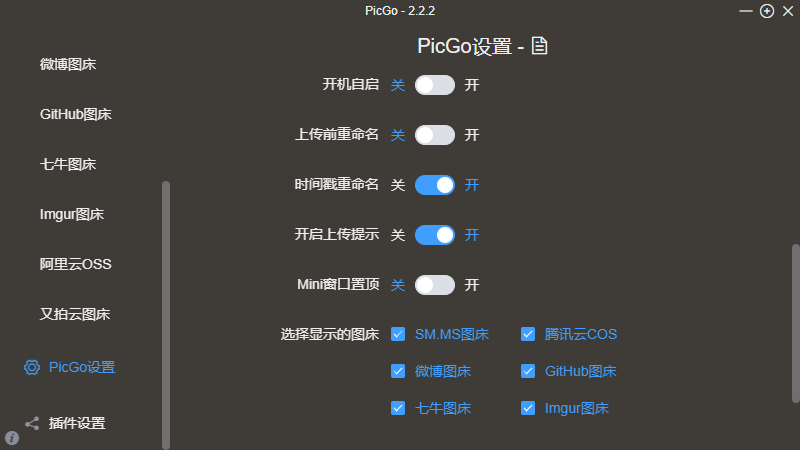 PicGo - 2.2.2
微博图床
GitHub图床
七牛图床
Imgur图床
阿里云OSS
又拍云图床
PicGo设置
插件设置
PicGo设置 -
开机自启 关 开
上传前重命名 关 开
时间戳重命名 关 开
开启上传提示 关 开
Mini窗口置顶 关 开
选择显示的图床 SM.MS图床 腾讯云COS
微博图床 GitHub图床
七牛图床 Imgur图床